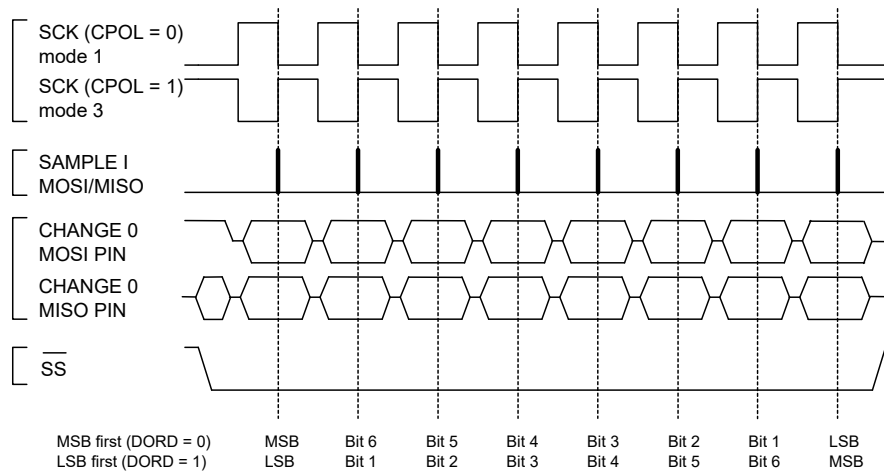 SCK (CPOL = 0)
mode 1
SCK (CPOL = 1)
mode 3
SAMPLE I
MOSI/MISO
CHANGE 0
MOSI PIN
CHANGE 0
MISO PIN
SS
MSB first (DORD = 0) MSB Bit 6 Bit 5 Bit 4 Bit 3 Bit 2 Bit 1 LSB
LSB first (DORD = 1) LSB Bit 1 Bit 2 Bit 3 Bit 4 Bit 5 Bit 6 MSB